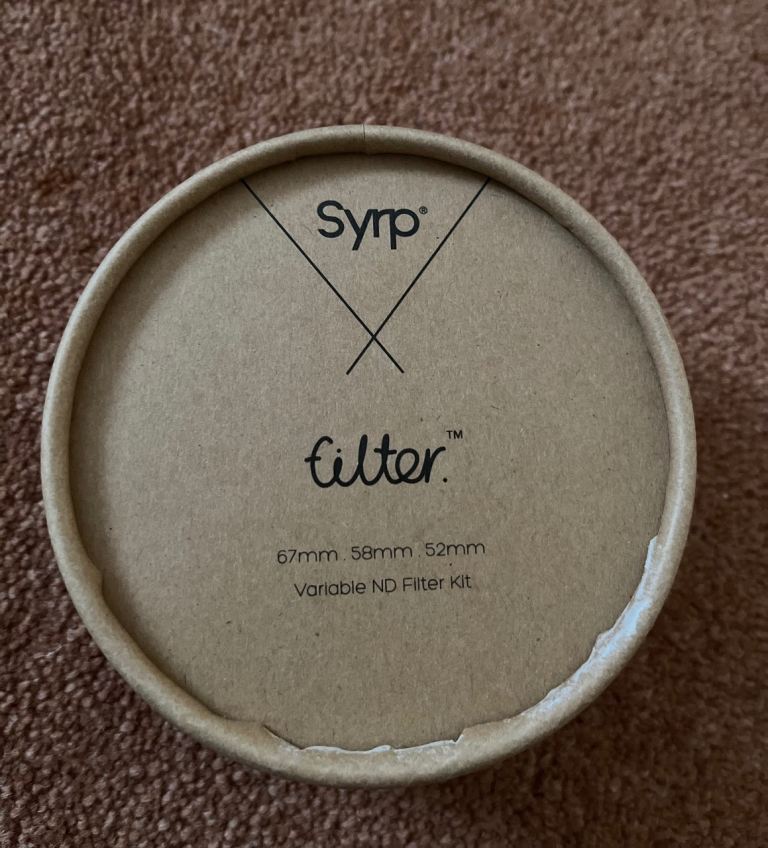 Syrp®
filter.™
67mm . 58mm . 52mm
Variable ND Filter Kit